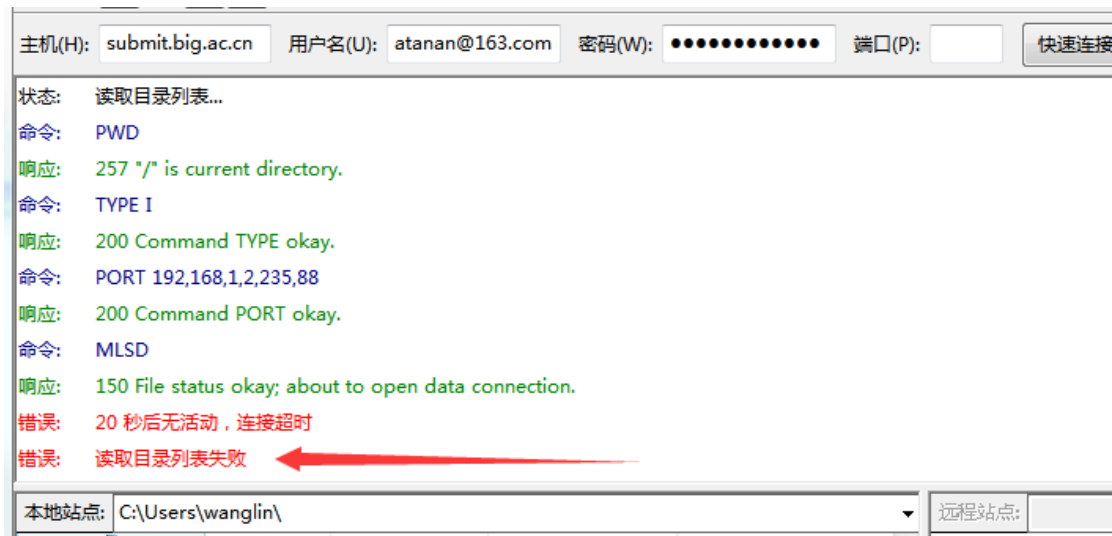 主机(H): submit.big.ac.cn 用户名(U): atanan@163.com 密码(W): ●●●●●●●●●●●● 端口(P): 快速连接
状态: 读取目录列表...
命令: PWD
响应: 257 "/" is current directory.
命令: TYPE I
响应: 200 Command TYPE okay.
命令: PORT 192,168,1,2,235,88
响应: 200 Command PORT okay.
命令: MLSD
响应: 150 File status okay; about to open data connection.
错误: 20 秒后无活动，连接超时
错误: 读取目录列表失败
本地站点: C:\Users\wanglin\ 远程站点: